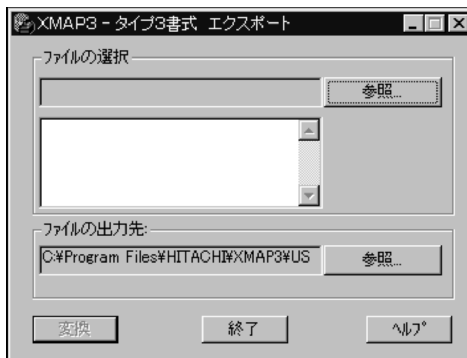 XMAP3 - タイプ3書式 エクスポート
ファイルの選択
参照...
ファイルの出力先:
C:¥Program Files¥HITACHI¥XMAP3¥US
参照...
変換
終了
ヘルプ